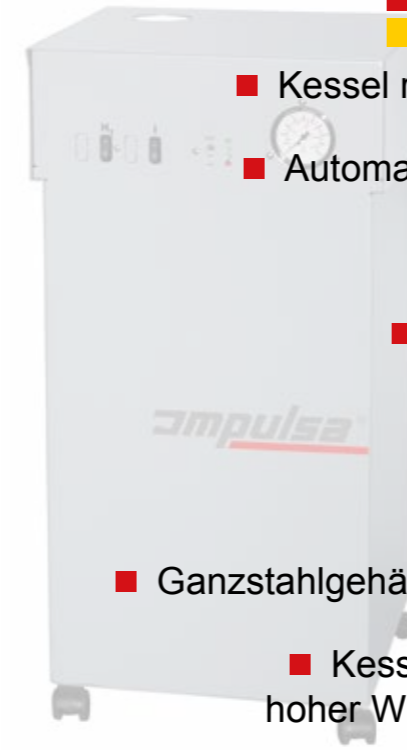 Kessel
Automa
impulsa
Ganzstahlgehä
Kess
hoher W